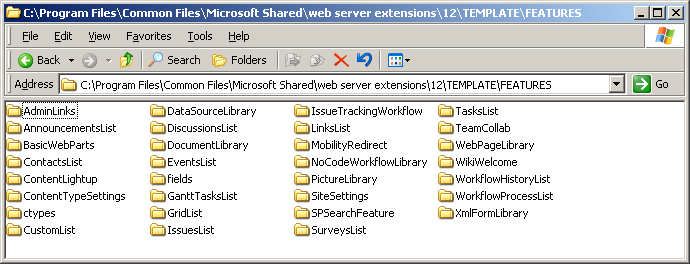 C:\Program Files\Common Files\Microsoft Shared\web server extensions\12\TEMPLATE\FEATURES
File Edit View Favorites Tools Help
Back Search Folders
Address C:\Program Files\Common Files\Microsoft Shared\web server extensions\12\TEMPLATE\FEATURES Go
AdminLinks DataSourceLibrary IssueTrackingWorkflow TasksList
AnnouncementsList DiscussionsList LinksList TeamCollab
BasicWebParts DocumentLibrary MobilityRedirect WebPageLibrary
ContactsList EventsList NoCodeWorkflowLibrary WikiWelcome
ContentLightup fields PictureLibrary WorkflowHistoryList
ContentTypeSettings GanttTasksList SiteSettings WorkflowProcessList
ctypes GridList SPSearchFeature XmlFormLibrary
CustomList IssuesList SurveysList